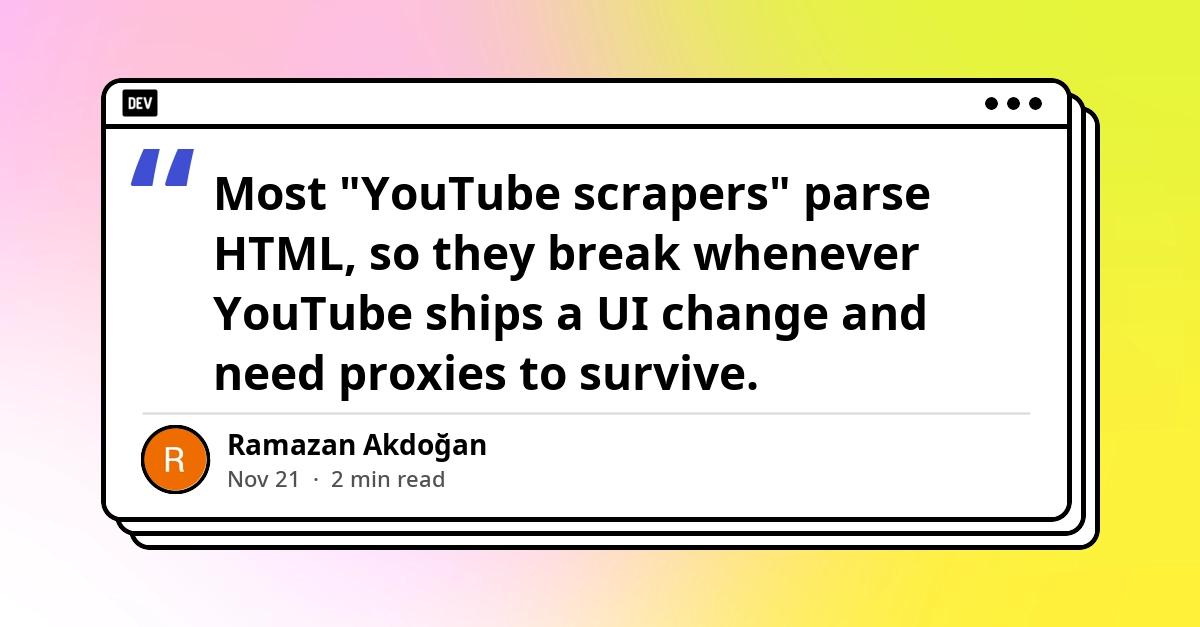 DEV
“
Most "YouTube scrapers" parse
HTML, so they break whenever
YouTube ships a UI change and
need proxies to survive.
R
Ramazan Akdoğan
Nov 21 · 2 min read